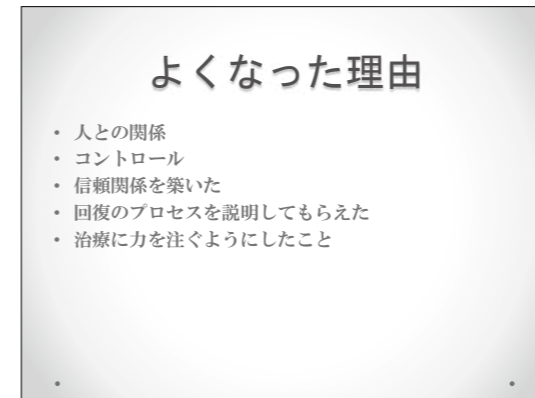 よくなった理由
• 人との関係
• コントロール
• 信頼関係を築いた
• 回復のプロセスを説明してもらえた
• 治療に力を注ぐようにしたこと